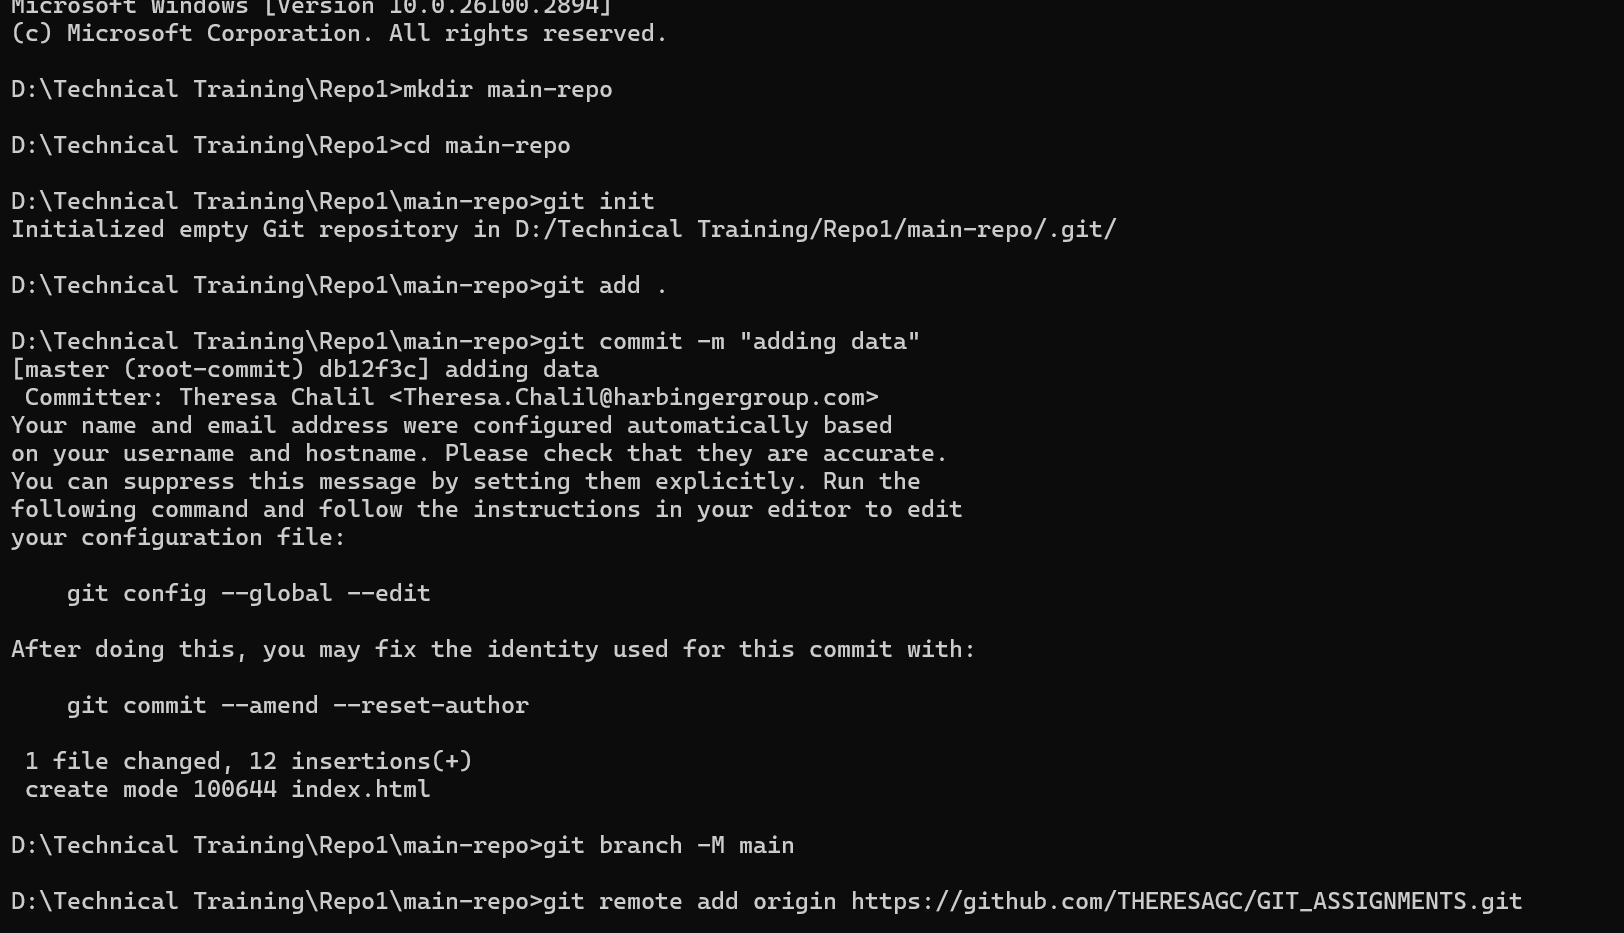 Microsoft Windows [Version 10.0.26100.2894]
(c) Microsoft Corporation. All rights reserved.
D:\Technical Training\Repo1>mkdir main-repo
D:\Technical Training\Repo1>cd main-repo
D:\Technical Training\Repo1\main-repo>git init
Initialized empty Git repository in D:/Technical Training/Repo1/main-repo/.git/
D:\Technical Training\Repo1\main-repo>git add .
D:\Technical Training\Repo1\main-repo>git commit -m "adding data"
[master (root-commit) db12f3c] adding data
 Committer: Theresa Chalil <Theresa.Chalil@harbingergroup.com>
Your name and email address were configured automatically based
on your username and hostname. Please check that they are accurate.
You can suppress this message by setting them explicitly. Run the
following command and follow the instructions in your editor to edit
your configuration file:
    git config --global --edit
After doing this, you may fix the identity used for this commit with:
    git commit --amend --reset-author
 1 file changed, 12 insertions(+)
 create mode 100644 index.html
D:\Technical Training\Repo1\main-repo>git branch -M main
D:\Technical Training\Repo1\main-repo>git remote add origin https://github.com/THERESAGC/GIT_ASSIGNMENTS.git